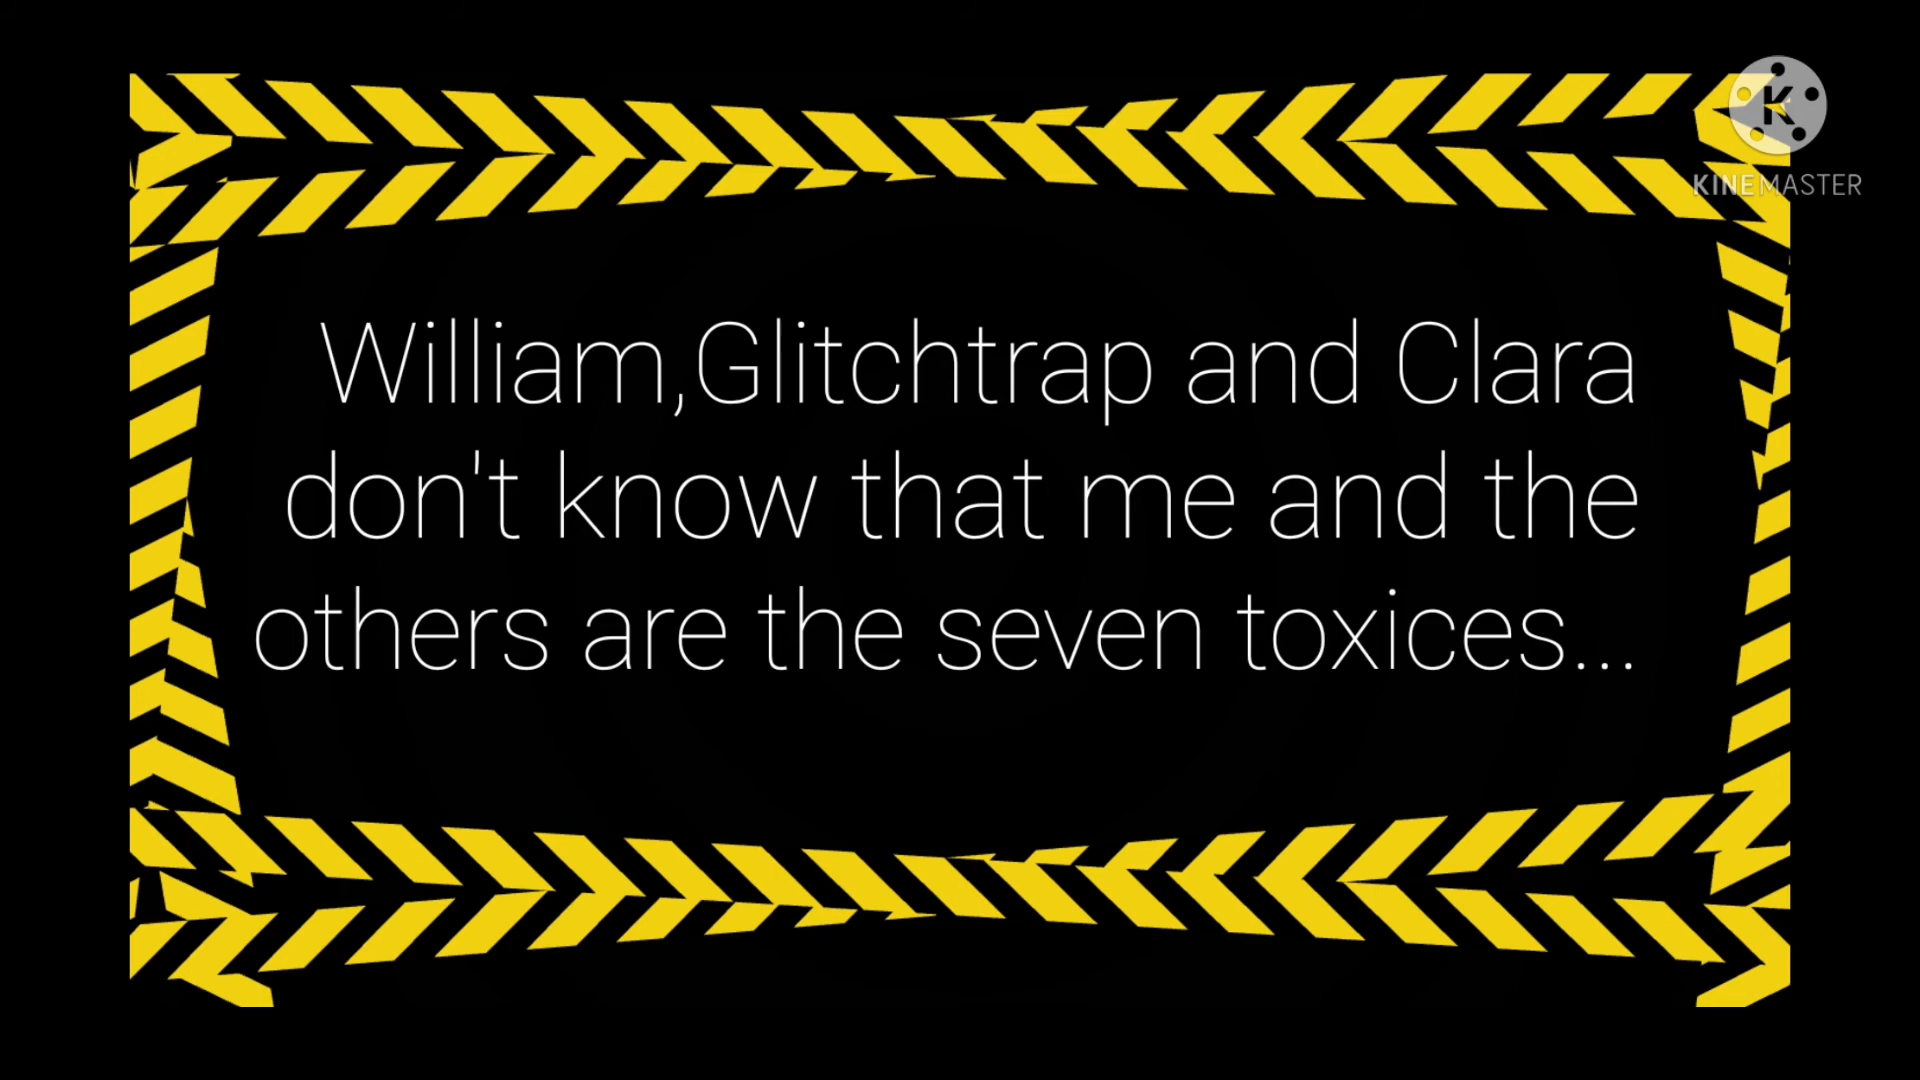 KINEMASTER
William,Glitchtrap and Clara
don't know that me and the
others are the seven toxices...